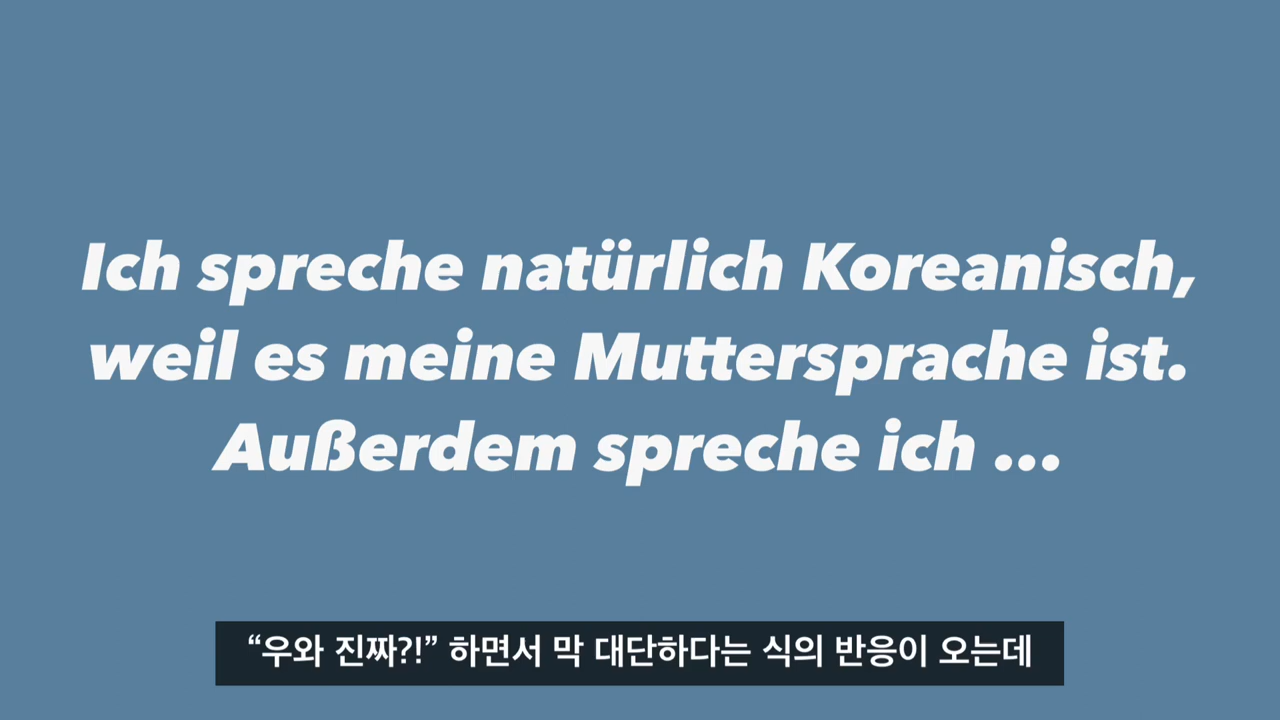 Ich spreche natürlich Koreanisch,
weil es meine Muttersprache ist.
Außerdem spreche ich ...
“우와 진짜?!” 하면서 막 대단하다는 식의 반응이 오는데